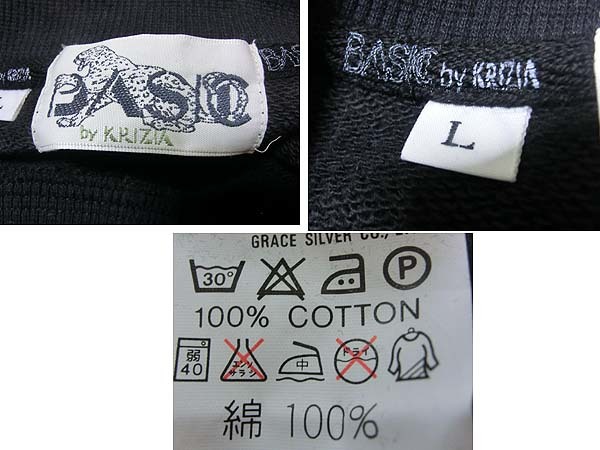 BASIC
by KRIZIA
BASIC by KRIZIA
L
GRACE SILVER CO.,
30°
P
100% COTTON
弱
40
エンソ
サラシ
中
ドライ
綿 100%